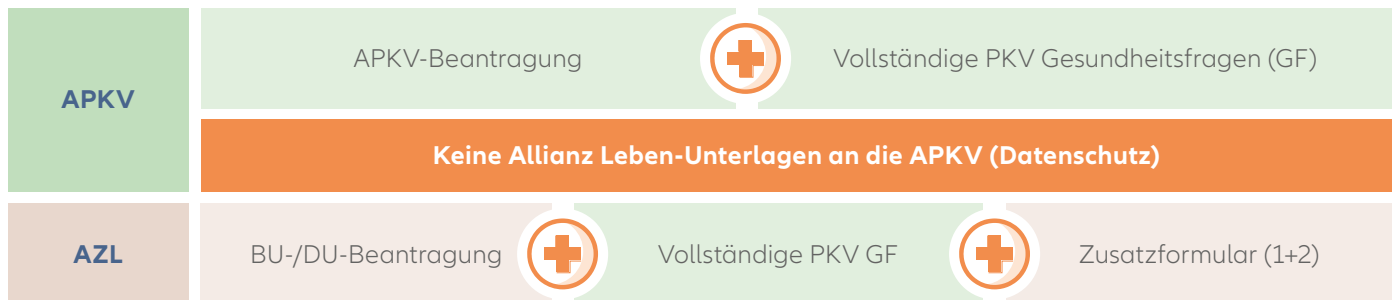 APKV
APKV-Beantragung
Vollständige PKV Gesundheitsfragen (GF)
Keine Allianz Leben-Unterlagen an die APKV (Datenschutz)
AZL
BU-/DU-Beantragung
Vollständige PKV GF
Zusatzformular (1+2)